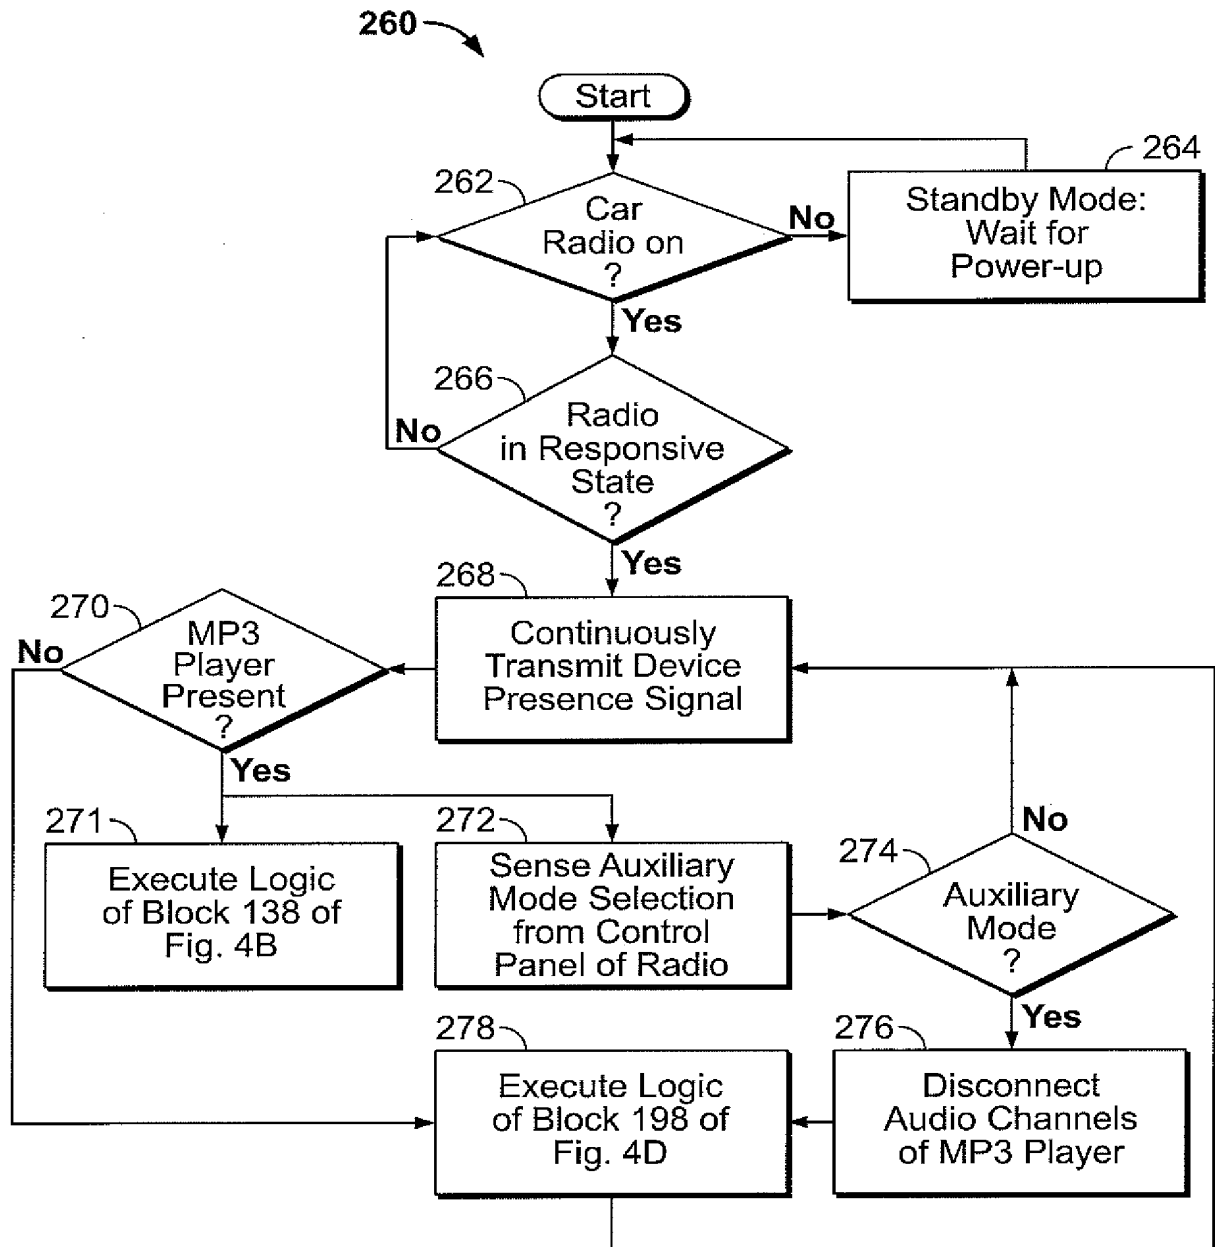 260
Start
262
Car
Radio on
?
No
264
Standby Mode:
Wait for
Power-up
Yes
266
Radio
in Responsive
State
?
No
Yes
268
Continuously
Transmit Device
Presence Signal
270
MP3
Player
Present
?
No
Yes
271
Execute Logic
of Block 138 of
Fig. 4B
272
Sense Auxiliary
Mode Selection
from Control
Panel of Radio
274
Auxiliary
Mode
?
No
Yes
276
Disconnect
Audio Channels
of MP3 Player
278
Execute Logic
of Block 198 of
Fig. 4D